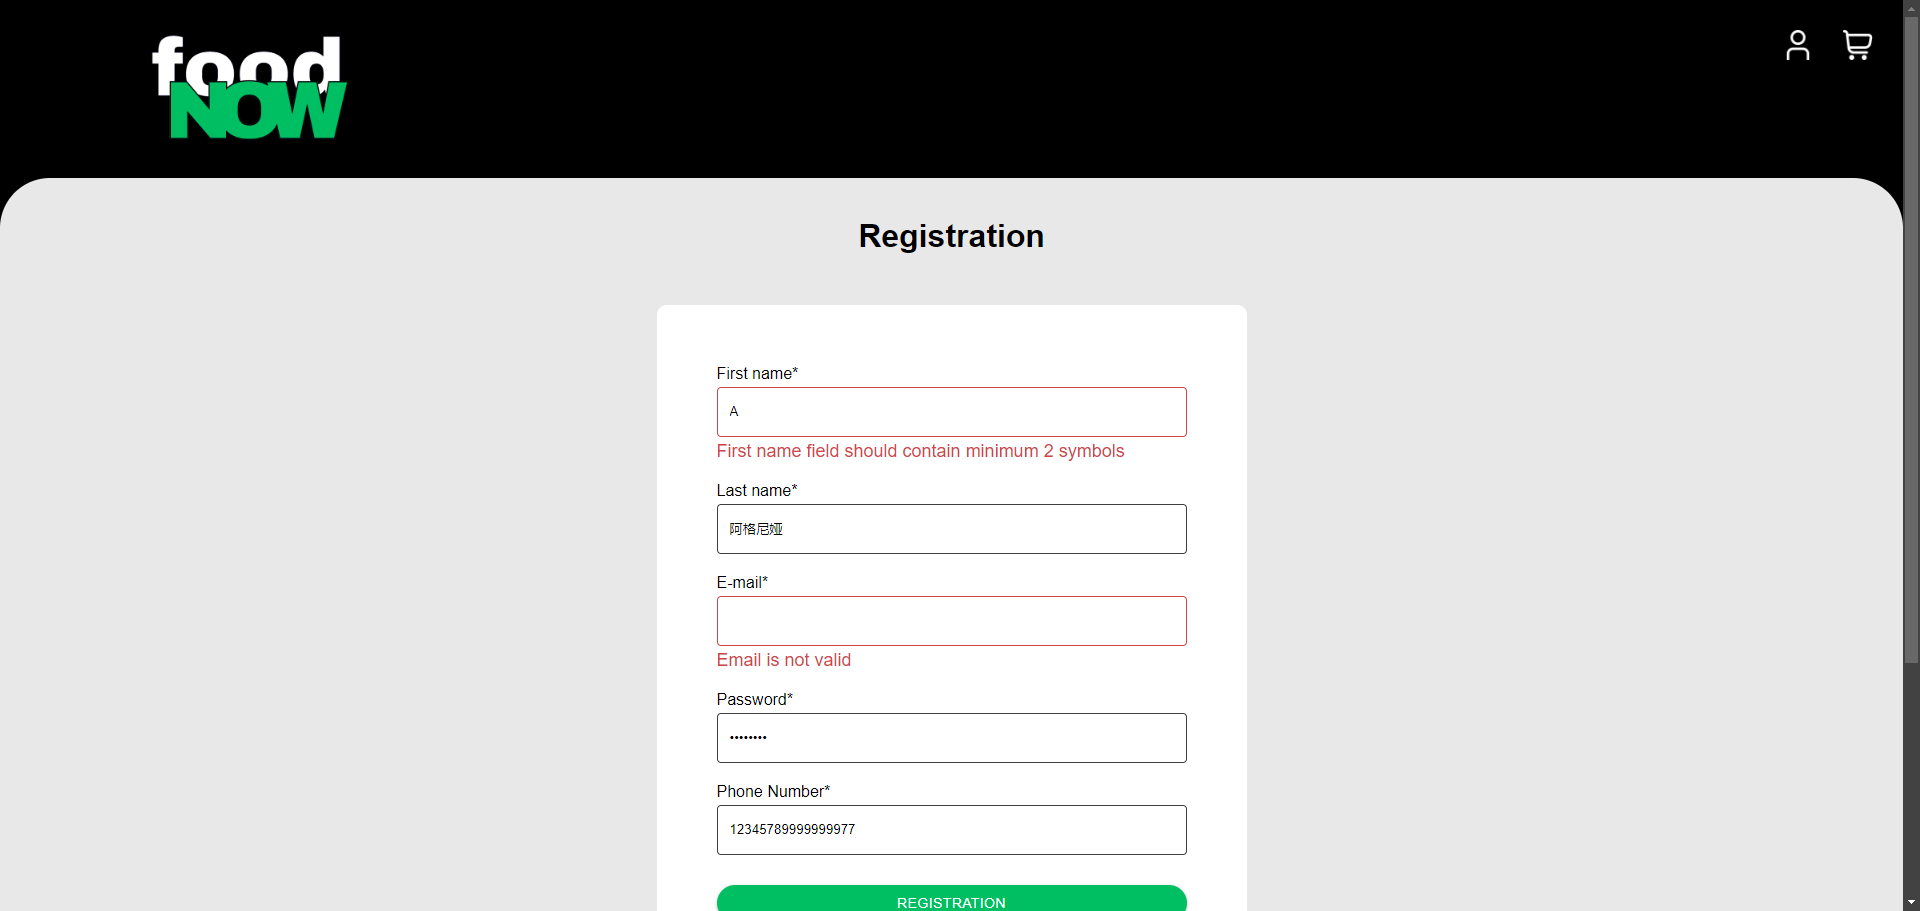 food
NOW
Registration
First name*
A
First name field should contain minimum 2 symbols
Last name*
阿格尼娅
E-mail*
Email is not valid
Password*
••••••••
Phone Number*
12345789999999977
REGISTRATION